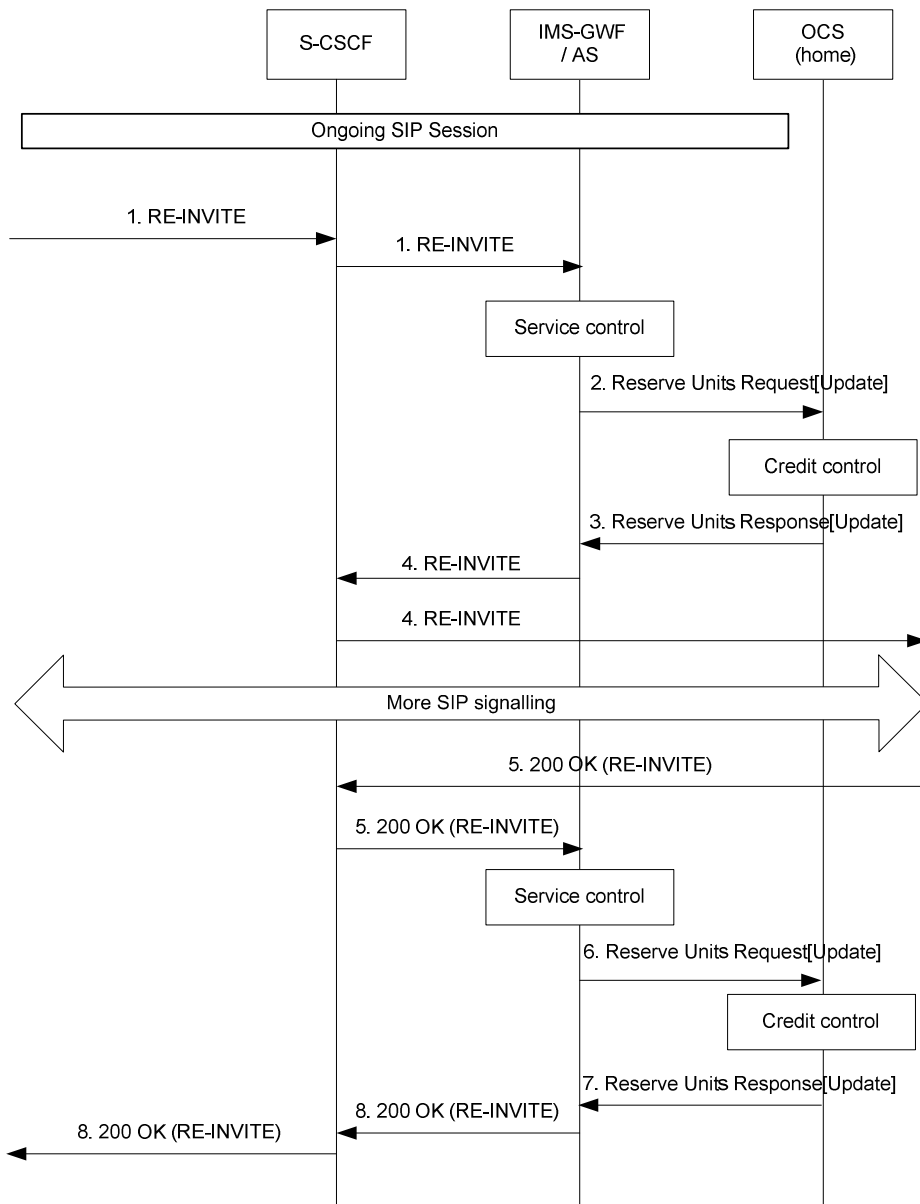 S-CSCF
IMS-GWF
/ AS
OCS
(home)
Ongoing SIP Session
1. RE-INVITE
1. RE-INVITE
Service control
2. Reserve Units Request[Update]
Credit control
3. Reserve Units Response[Update]
4. RE-INVITE
4. RE-INVITE
More SIP signalling
5. 200 OK (RE-INVITE)
5. 200 OK (RE-INVITE)
Service control
6. Reserve Units Request[Update]
Credit control
7. Reserve Units Response[Update]
8. 200 OK (RE-INVITE)
8. 200 OK (RE-INVITE)